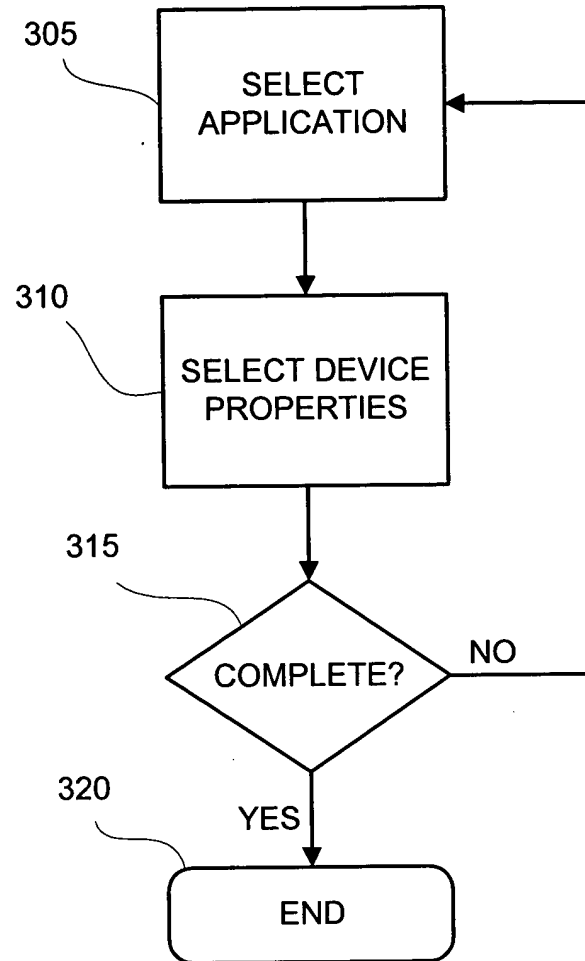 305
SELECT
APPLICATION
310
SELECT DEVICE
PROPERTIES
315
COMPLETE?
NO
320
YES
END